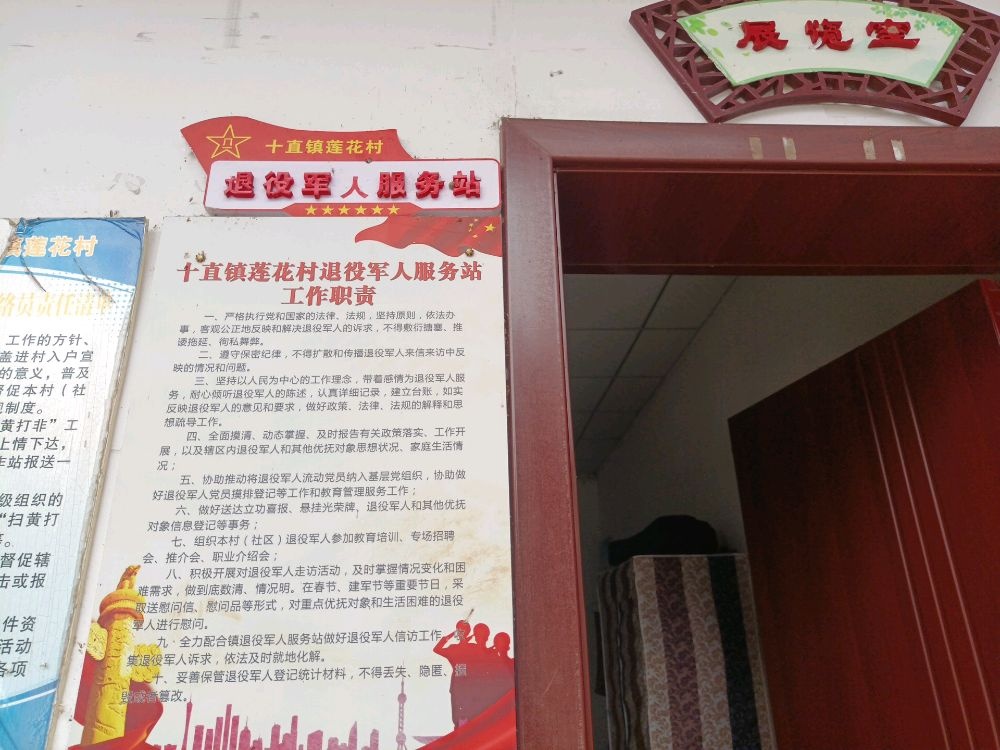 展览室
十直镇莲花村
退役军人服务站
十直镇莲花村退役军人服务站
工作职责
一、严格执行党和国家的法律、法规，坚持原则，依法办
事，客观公正地反映和解决退役军人的诉求，不得敷衍搪塞、推
诿拖延、徇私舞弊。
二、遵守保密纪律，不得扩散和传播退役军人来信来访中反
映的情况和问题。
三、坚持以人民为中心的工作理念，带着感情为退役军人服
务，耐心倾听退役军人的陈述，认真详细记录，建立台账，如实
反映退役军人的意见和要求，做好政策、法律、法规的解释和思
想疏导工作。
四、全面摸清、动态掌握、及时报告有关政策落实、工作开
展，以及辖区内退役军人和其他优抚对象思想状况、家庭生活情
况；
五、协助推动将退役军人流动党员纳入基层党组织，协助做
好退役军人党员摸排登记等工作和教育管理服务工作；
六、做好送达立功喜报、悬挂光荣牌、退役军人和其他优抚
对象信息登记等事务；
七、组织本村（社区）退役军人参加教育培训、专场招聘
会、推介会、职业介绍会；
八、积极开展对退役军人走访活动，及时掌握情况变化和困
难需求，做到底数清、情况明。在春节、建军节等重要节日，采
取送慰问信、慰问品等形式，对重点优抚对象和生活困难的退役
军人进行慰问。
九·全力配合镇退役军人服务站做好退役军人信访工作，
集退役军人诉求，依法及时就地化解。
十、妥善保管退役军人登记统计材料，不得丢失、隐匿、
毁或者篡改。
莲花村
络员责任清
工作的方针、
盖进村入户宣
的意义，普及
督促本村（社
制度。
黄打非”工
上情下达，
作站报送一
级组织的
“扫黄打
督促辖
击或报
件资
活动
各项